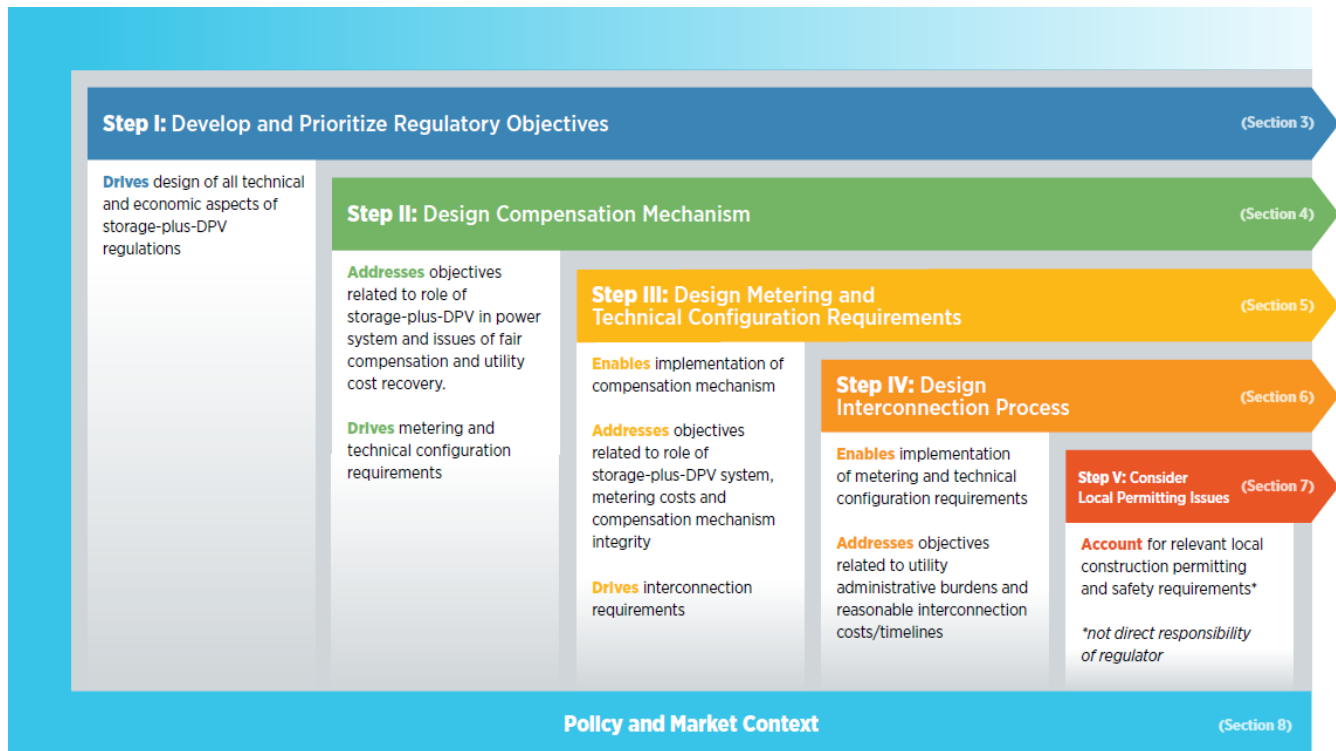 Step I: Develop and Prioritize Regulatory Objectives
(Section 3)
Drives design of all technical
and economic aspects of
storage-plus-DPV
regulations
Step II: Design Compensation Mechanism
(Section 4)
Addresses objectives
related to role of
storage-plus-DPV in power
system and issues of fair
compensation and utility
cost recovery.
Drives metering and
technical configuration
requirements
Step III: Design Metering and
Technical Configuration Requirements
(Section 5)
Enables implementation of
compensation mechanism
Addresses objectives
related to role of
storage-plus-DPV system,
metering costs and
compensation mechanism
integrity
Drives interconnection
requirements
Step IV: Design
Interconnection Process
(Section 6)
Enables implementation
of metering and technical
configuration requirements
Addresses objectives
related to utility
administrative burdens and
reasonable interconnection
costs/timelines
Step V: Consider
Local Permitting Issues
(Section 7)
Account for relevant local
construction permitting
and safety requirements*
*not direct responsibility
of regulator
Policy and Market Context
(Section 8)